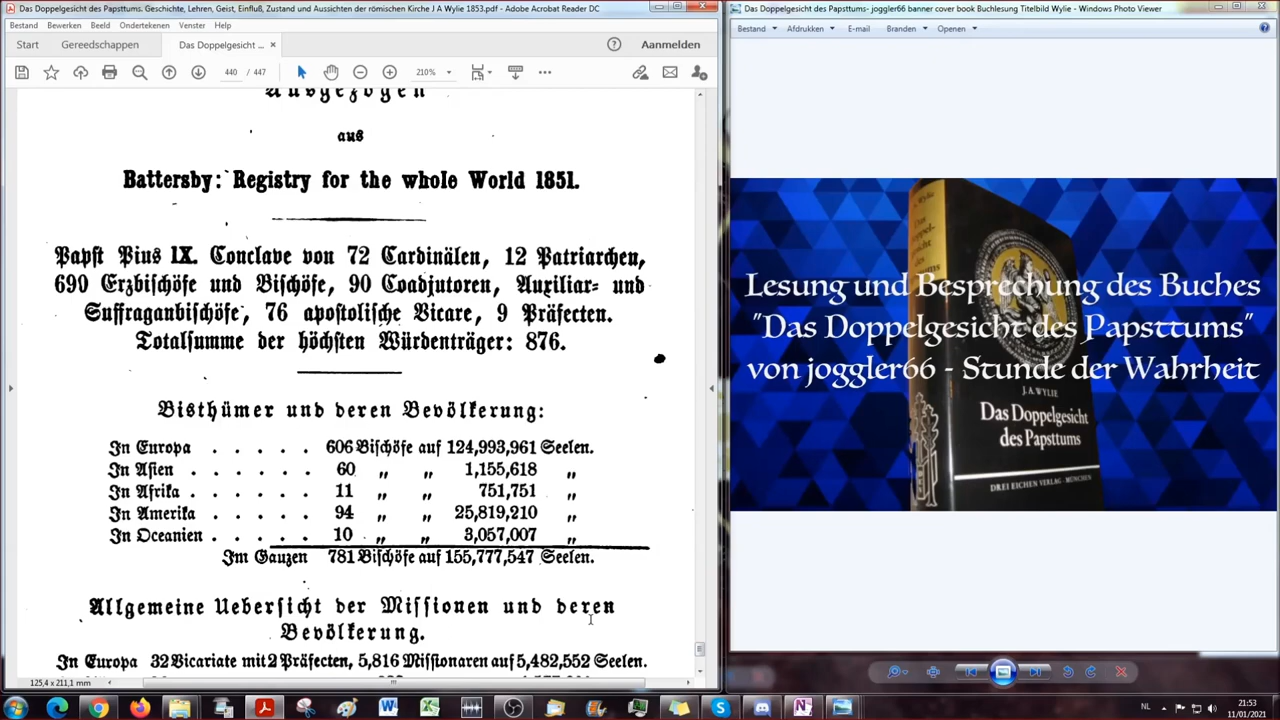 Das Doppelgesicht des Papsttums. Geschichte, Lehren, Geist, Einfluß, Zustand und Aussichten der römischen Kirche J A Wylie 1853.pdf - Adobe Acrobat Reader DC
Bestand Bewerken Beeld Ondertekenen Venster Help
Start Gereedschappen Das Doppelgesicht ... × Aanmelden
440 / 447 210%
Ausgezogen
aus
Battersby: Registry for the whole World 1851.
Papst Pius IX. Conclave von 72 Cardinälen, 12 Patriarchen,
690 Erzbischöfe und Bischöfe, 90 Coadjutoren, Auxiliar- und
Suffraganbischöfe, 76 apostolische Vicare, 9 Präfecten.
Totalsumme der höchsten Würdenträger: 876.
Bisthümer und deren Bevölkerung:
In Europa . . . . . 606 Bischöfe auf 124,993,961 Seelen.
In Asien . . . . . . 60 „ „ 1,155,618 „
In Afrika . . . . . 11 „ „ 751,751 „
In Amerika . . . . . 94 „ „ 25,819,210 „
In Oceanien . . . . . 10 „ „ 3,057,007 „
Im Ganzen 781 Bischöfe auf 155,777,547 Seelen.
Allgemeine Uebersicht der Missionen und deren
Bevölkerung.
In Europa 32 Vicariate mit 2 Präfecten, 5,816 Missionaren auf 5,482,552 Seelen.
125,4 x 211,1 mm
Das Doppelgesicht des Papsttums- joggler66 banner cover book Buchlesung Titelbild Wylie - Windows Photo Viewer
Bestand Afdrukken E-mail Branden Openen
Lesung und Besprechung des Buches
"Das Doppelgesicht des Papsttums"
von joggler66 - Stunde der Wahrheit
J.A.WYLIE
Das Doppelgesicht
des Papsttums
DREI EICHEN VERLAG · MÜNCHEN
NL
21:53
11/01/2021